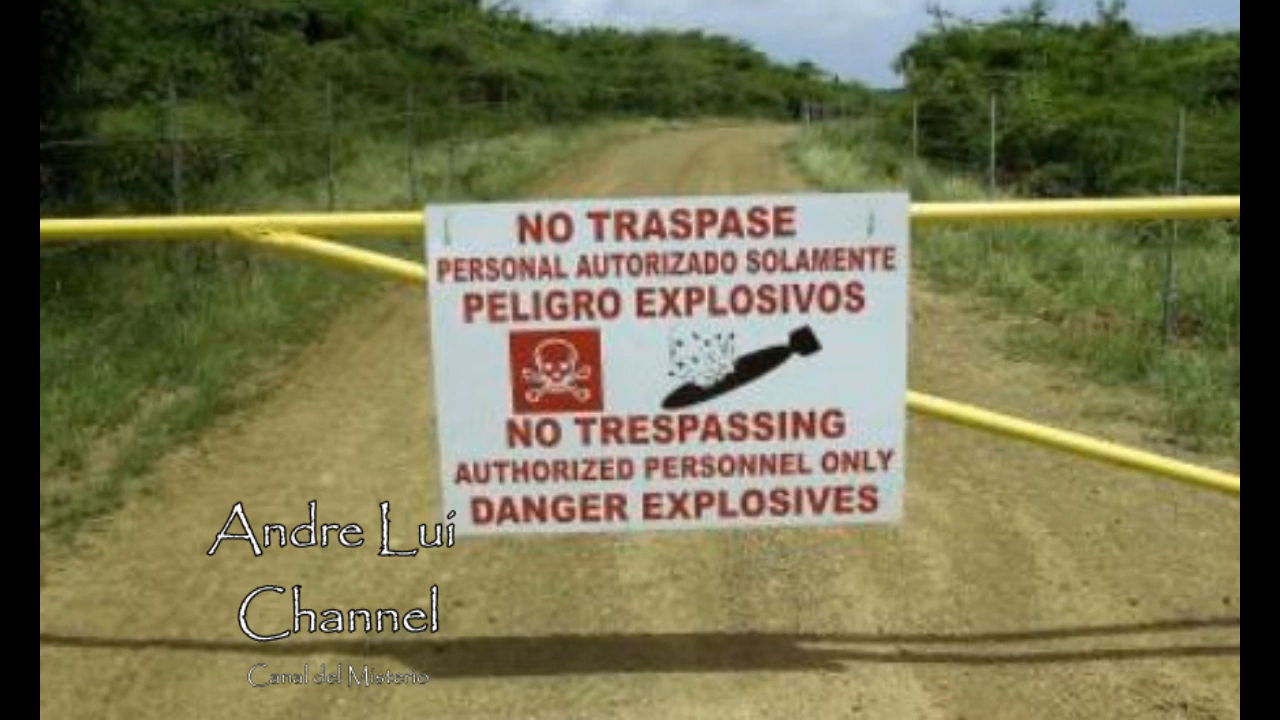 NO TRASPASE
PERSONAL AUTORIZADO SOLAMENTE
PELIGRO EXPLOSIVOS
NO TRESPASSING
AUTHORIZED PERSONNEL ONLY
DANGER EXPLOSIVES
Andre Lui
Channel
Canal del Misterio